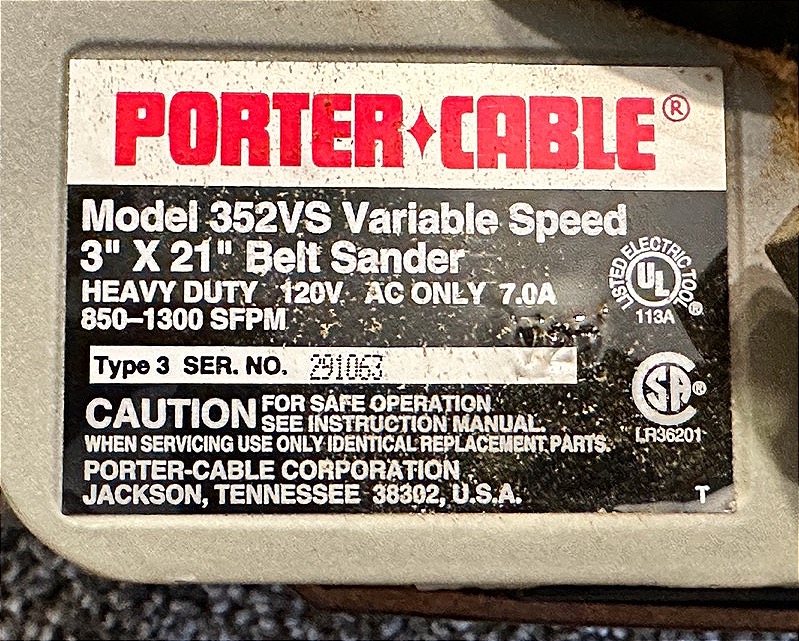 PORTER✦CABLE®
Model 352VS Variable Speed
3" X 21" Belt Sander
HEAVY DUTY 120V AC ONLY 7.0A
850–1300 SFPM
LISTED ELECTRIC TOOL
UL®
113A
Type 3 SER. NO. 291063
CAUTION FOR SAFE OPERATION
SEE INSTRUCTION MANUAL.
WHEN SERVICING USE ONLY IDENTICAL REPLACEMENT PARTS.
SA®
LR36201
PORTER-CABLE CORPORATION
JACKSON, TENNESSEE 38302, U.S.A.
T